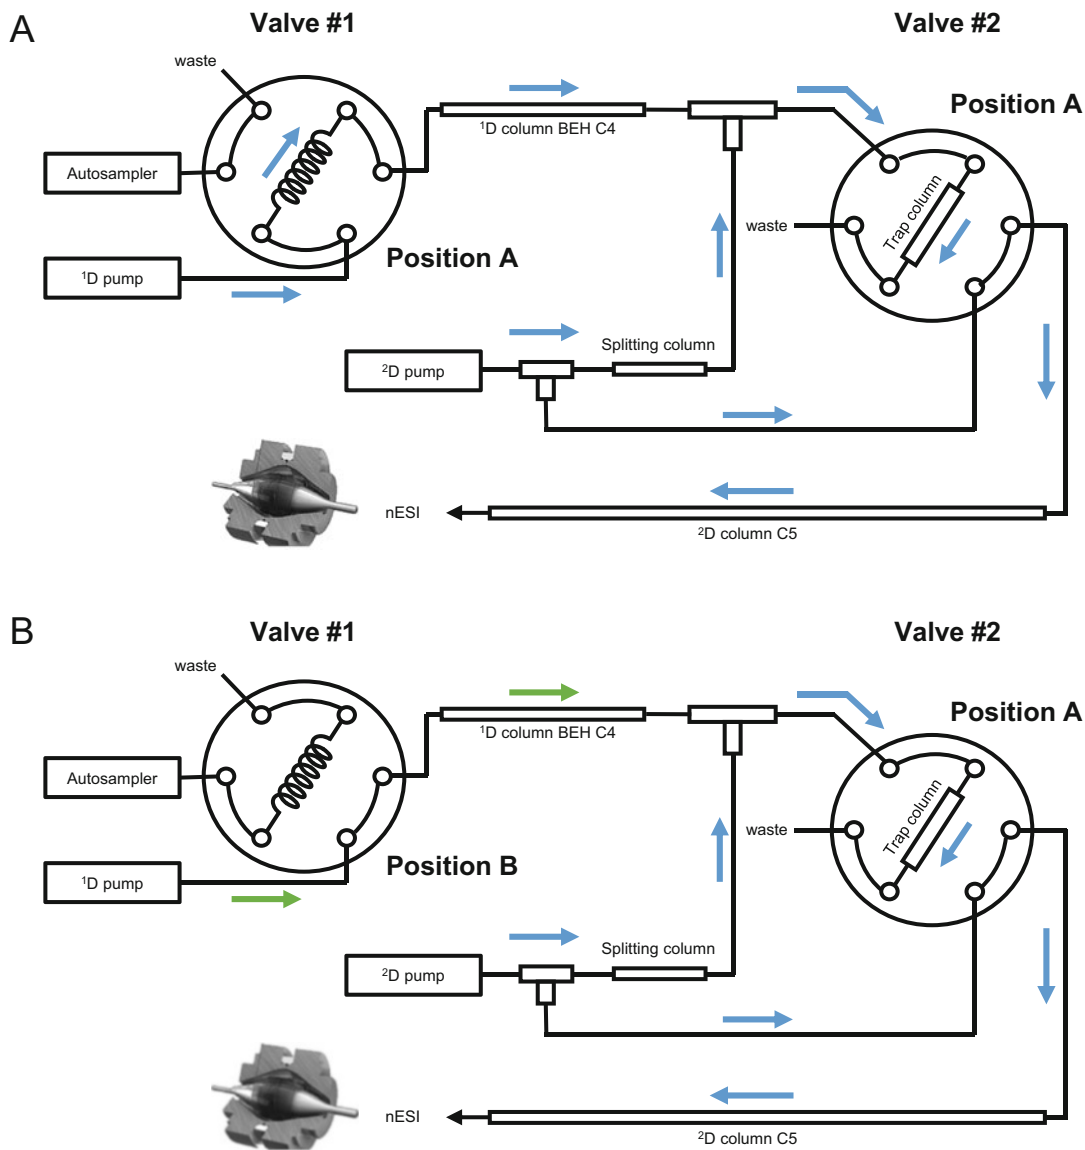 A
Valve #1
Valve #2
waste
Position A
¹D column BEH C4
Autosampler
Trap column
waste
Position A
¹D pump
Splitting column
²D pump
nESI
²D column C5
B
Valve #1
Valve #2
waste
Position A
¹D column BEH C4
Autosampler
Trap column
waste
Position B
¹D pump
Splitting column
²D pump
nESI
²D column C5